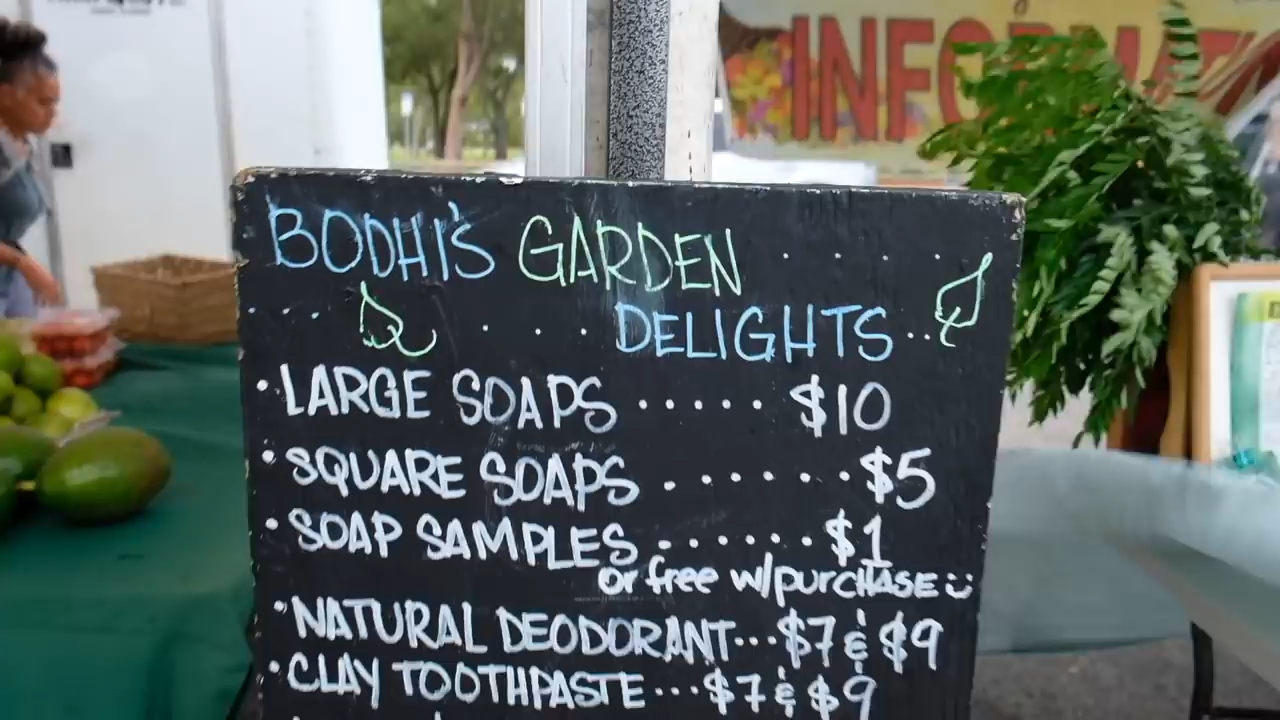 INFORMATI
BODHI'S GARDEN . . . .
. . . . . . DELIGHTS . .
• LARGE SOAPS ..... $10
• SQUARE SOAPS ....... $5
• SOAP SAMPLES ...... $1
or free w/purchase :)
• NATURAL DEODORANT... $7 & $9
• CLAY TOOTHPASTE ... $7 & $9